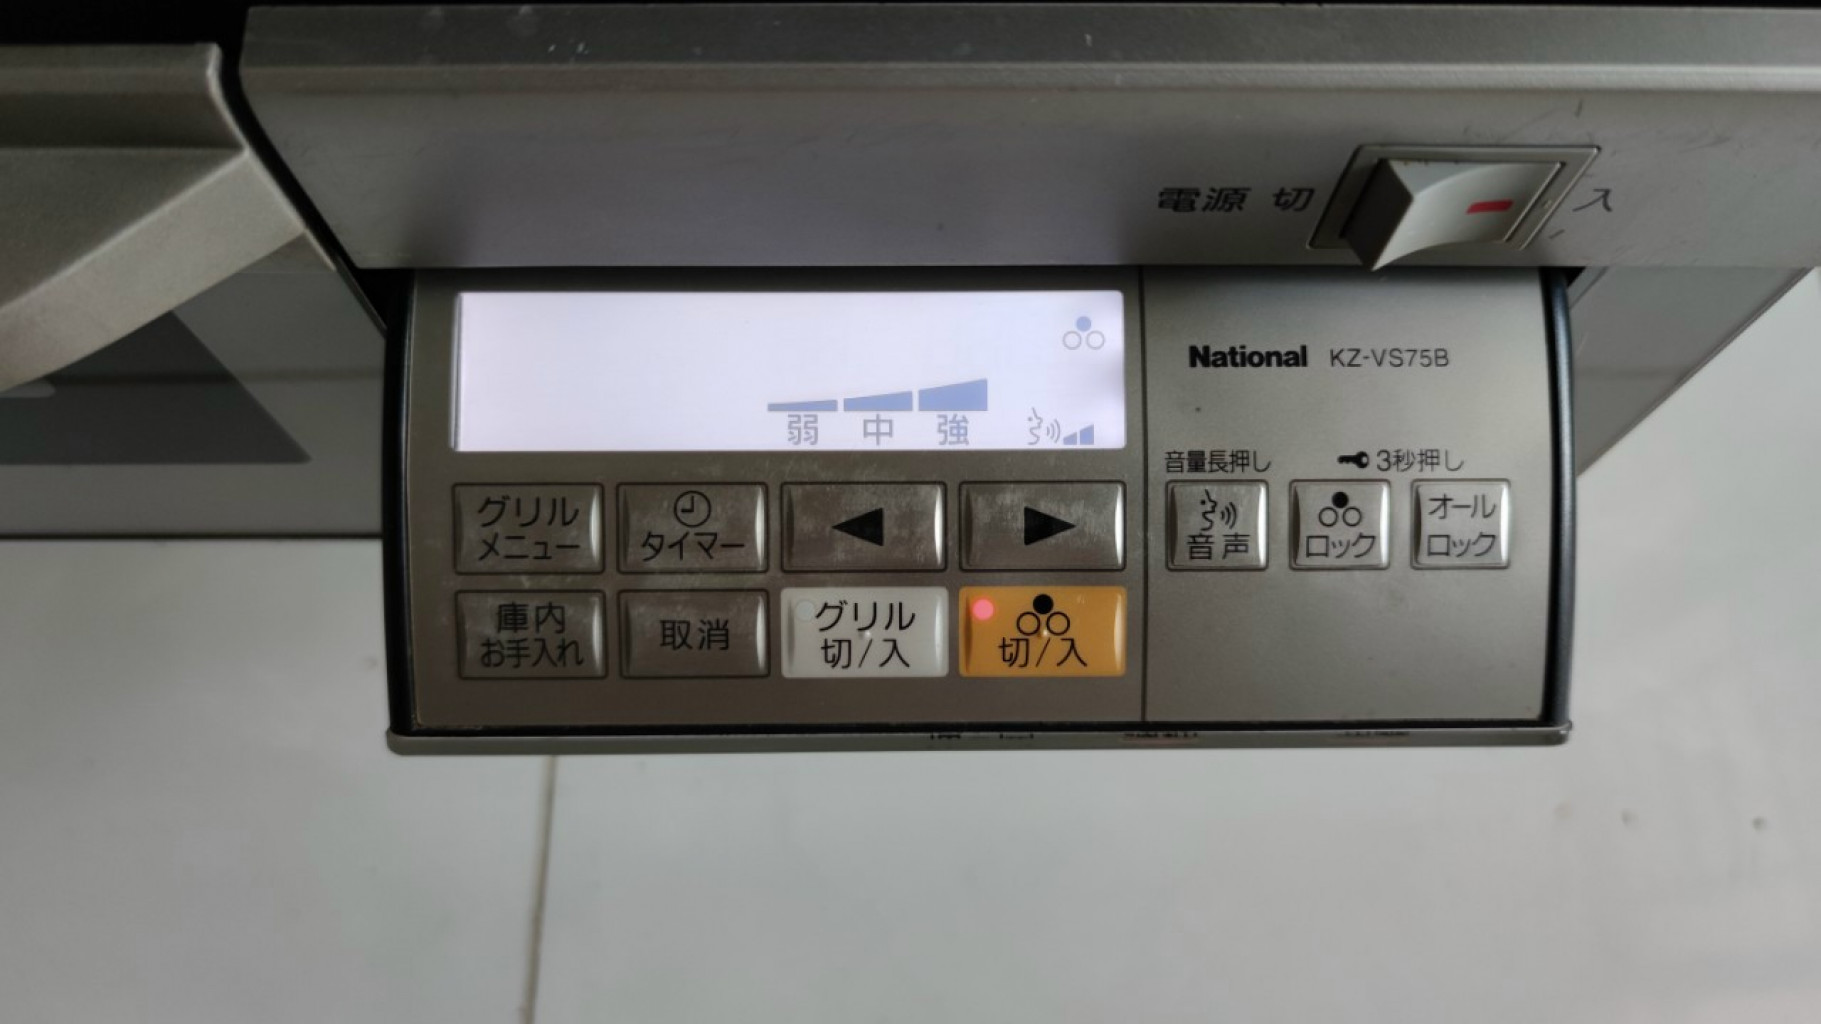 電源 切 入
弱 中 強
National KZ-VS75B
音量長押し 3秒押し
グリル
メニュー
タイマー
音声
ロック
オール
ロック
庫内
お手入れ
取消
グリル
切/入
切/入